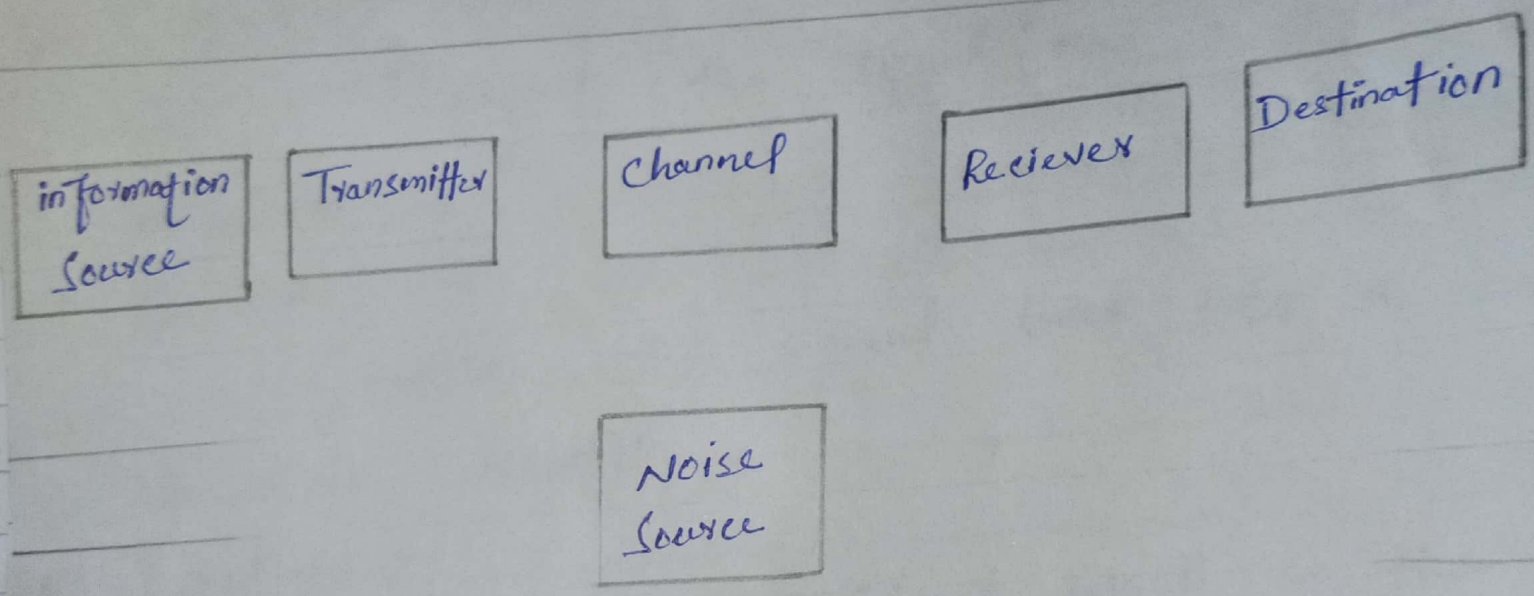 information
Source
Transmitter
Channel
Reciever
Destination
Noise
Source